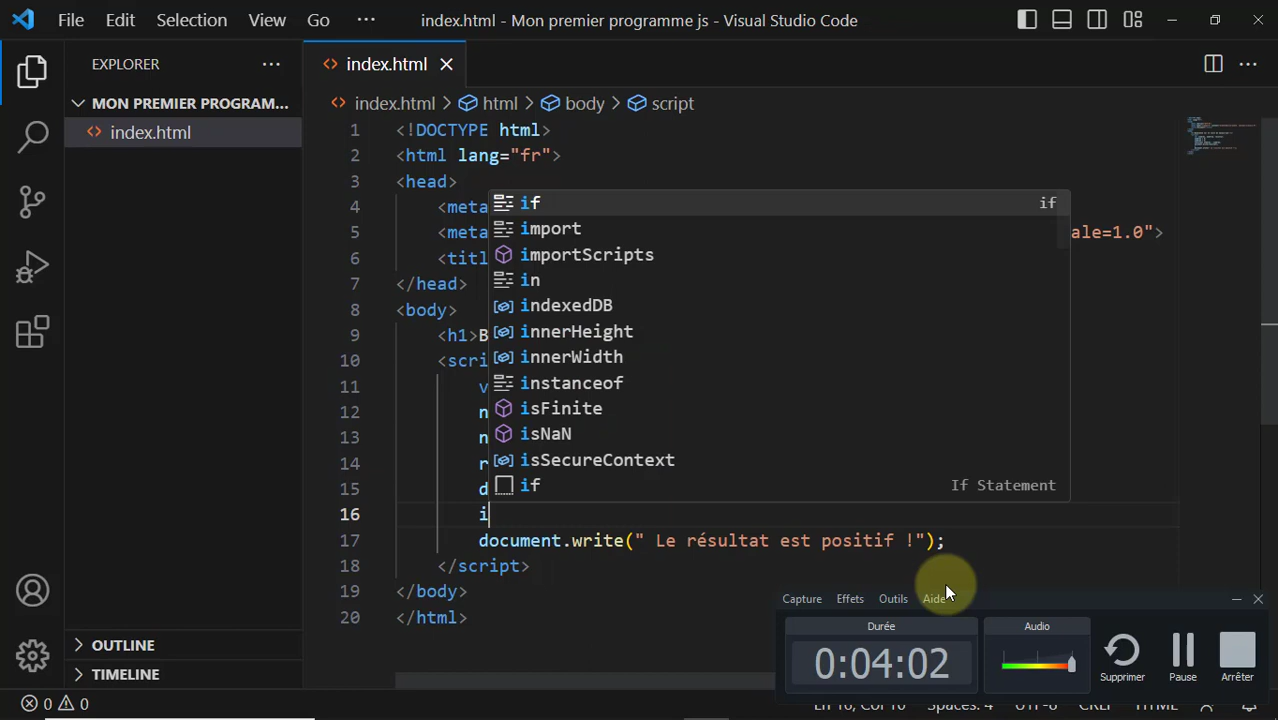 File Edit Selection View Go ··· index.html - Mon premier programme js - Visual Studio Code
EXPLORER ···
index.html
MON PREMIER PROGRAM...
index.html
index.html > html > body > script
1 <!DOCTYPE html>
2 <html lang="fr">
3 <head>
4 <meta
5 <meta ale=1.0">
6 <titl
7 </head>
8 <body>
9 <h1>B
10 <scri
11 v
12 n
13 n
14 r
15 d
16 i
17 document.write(" Le résultat est positif !");
18 </script>
19 </body>
20 </html>
if if
import
importScripts
in
indexedDB
innerHeight
innerWidth
instanceof
isFinite
isNaN
isSecureContext
if If Statement
OUTLINE
TIMELINE
Capture Effets Outils Aide
Durée
0:04:02
Audio
Supprimer
Pause
Arrêter
0 0